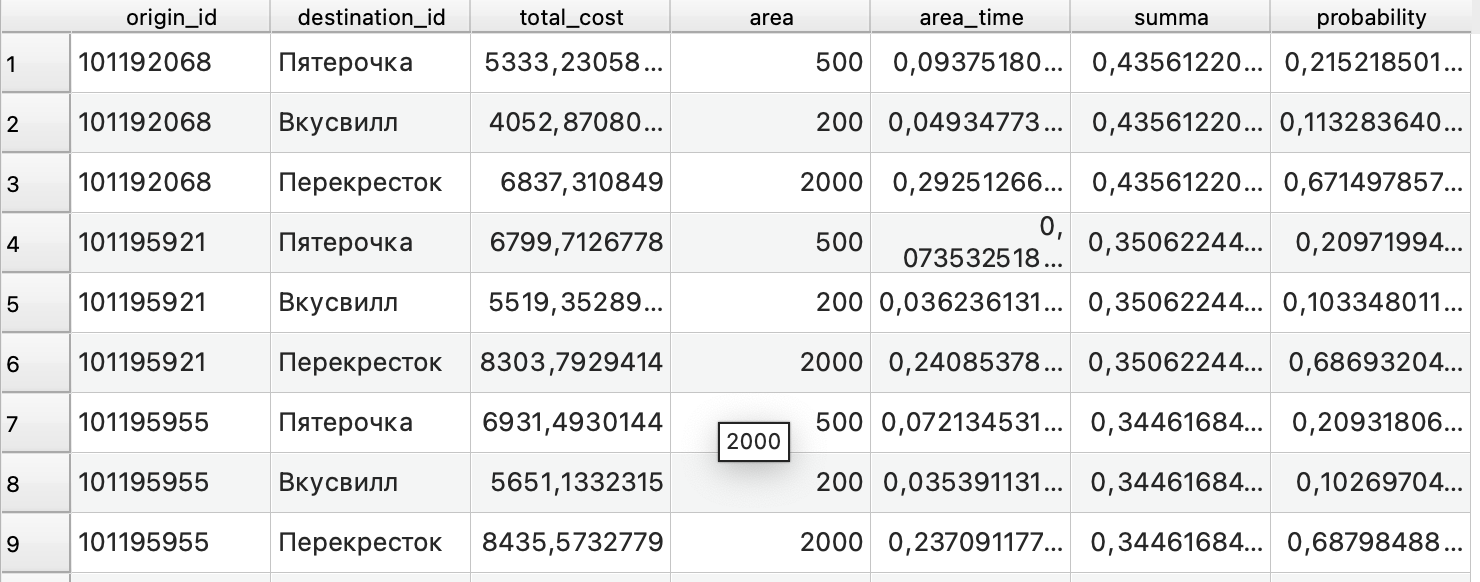 origin_id destination_id total_cost area area_time summa probability
1 101192068 Пятерочка 5333,23058... 500 0,09375180... 0,43561220... 0,215218501...
2 101192068 Вкусвилл 4052,87080... 200 0,04934773... 0,43561220... 0,113283640...
3 101192068 Перекресток 6837,310849 2000 0,29251266... 0,43561220... 0,671497857...
4 101195921 Пятерочка 6799,7126778 500 0,073532518... 0,35062244... 0,20971994...
5 101195921 Вкусвилл 5519,35289... 200 0,036236131... 0,35062244... 0,103348011...
6 101195921 Перекресток 8303,7929414 2000 0,24085378... 0,35062244... 0,68693204...
7 101195955 Пятерочка 6931,4930144 500 0,072134531... 0,34461684... 0,20931806...
2000
8 101195955 Вкусвилл 5651,1332315 200 0,035391131... 0,34461684... 0,10269704...
9 101195955 Перекресток 8435,5732779 2000 0,237091177... 0,34461684... 0,68798488...